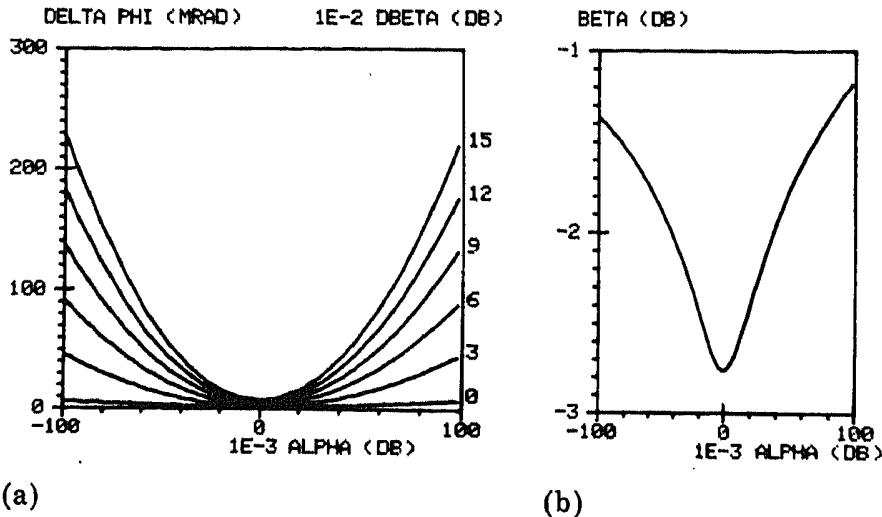 DELTA PHI (MRAD) 1E-2 DBETA (DB)
300
200
100
0
15
12
9
6
3
0
-100 0 100
1E-3 ALPHA (DB)
(a)
BETA (DB)
-1
-2
-3
-100 0 100
1E-3 ALPHA (DB)
(b)